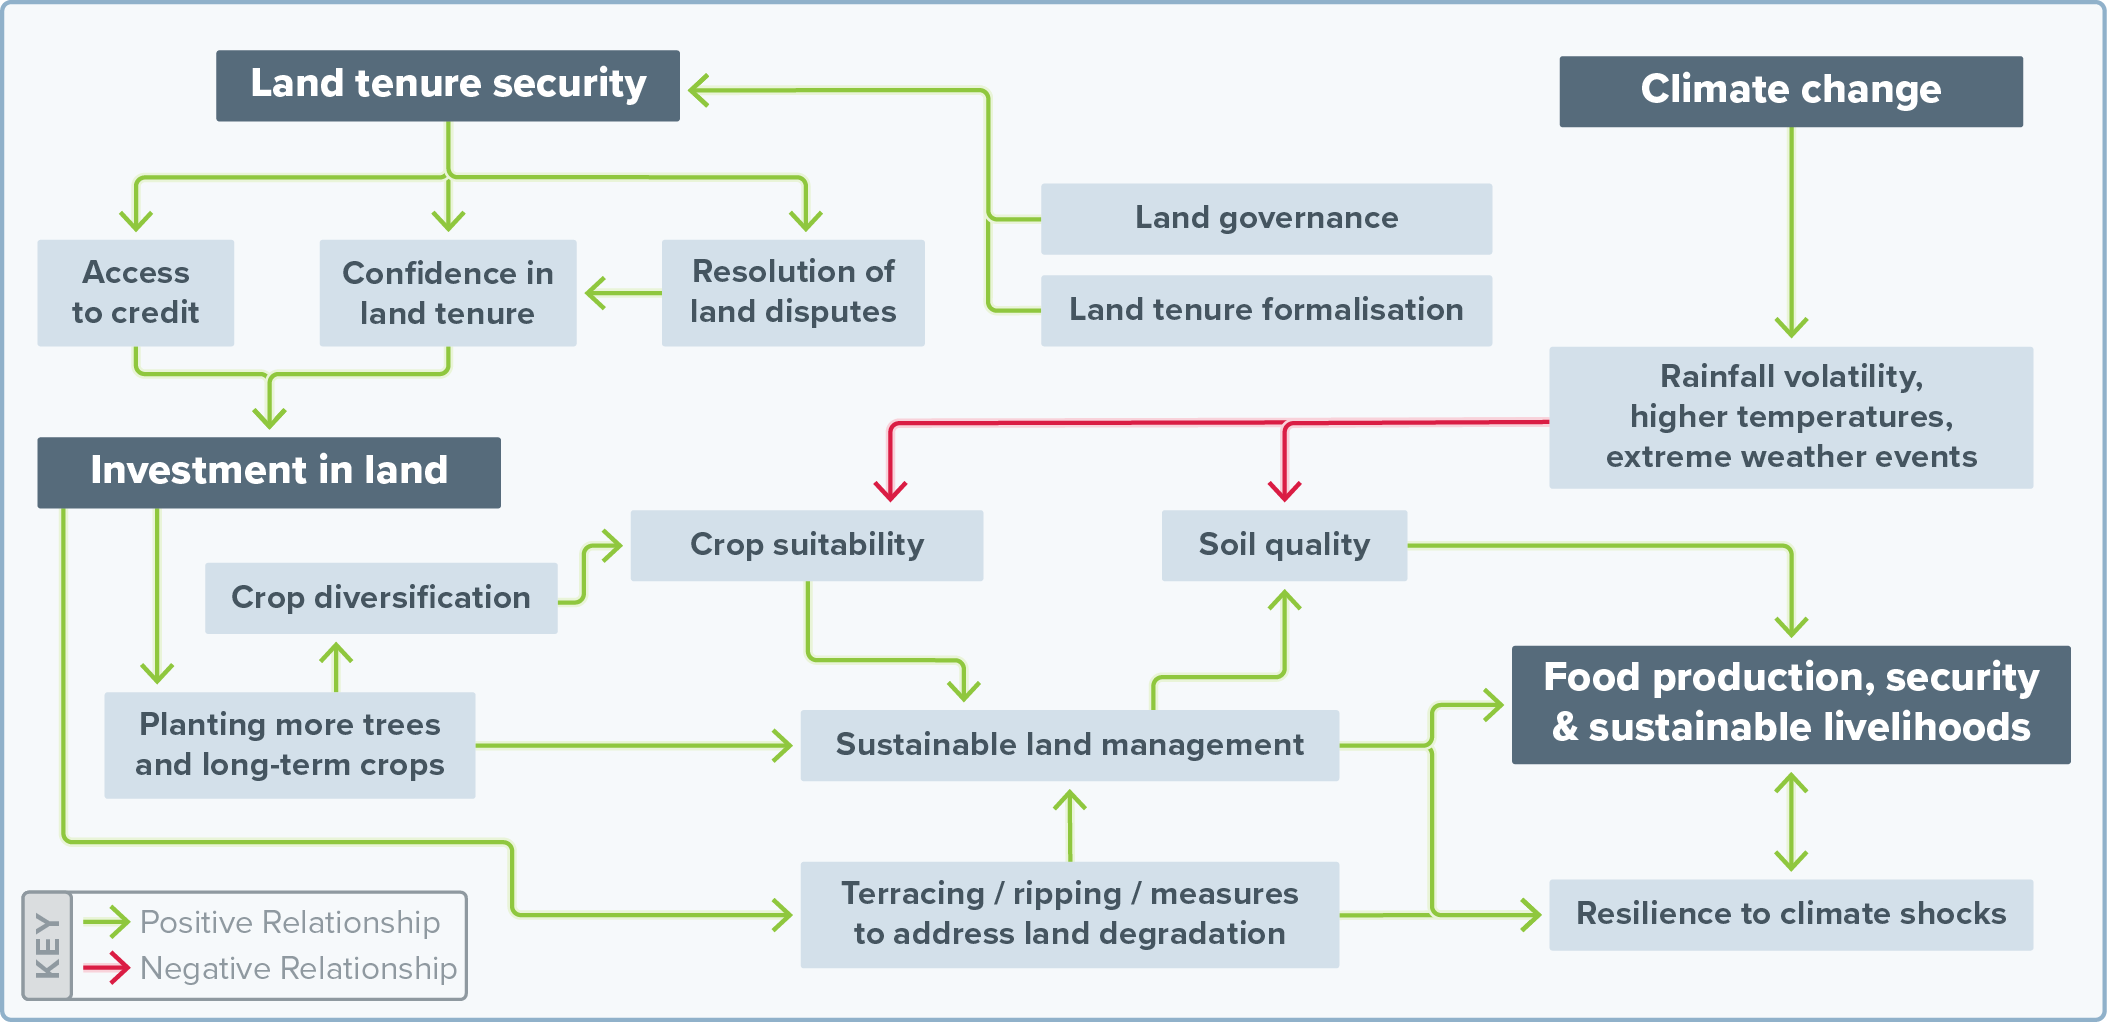 Land tenure security
Climate change
Land governance
Land tenure formalisation
Access
to credit
Confidence in
land tenure
Resolution of
land disputes
Rainfall volatility,
higher temperatures,
extreme weather events
Investment in land
Crop suitability
Soil quality
Crop diversification
Planting more trees
and long-term crops
Sustainable land management
Food production, security
& sustainable livelihoods
Terracing / ripping / measures
to address land degradation
Resilience to climate shocks
KEY
Positive Relationship
Negative Relationship